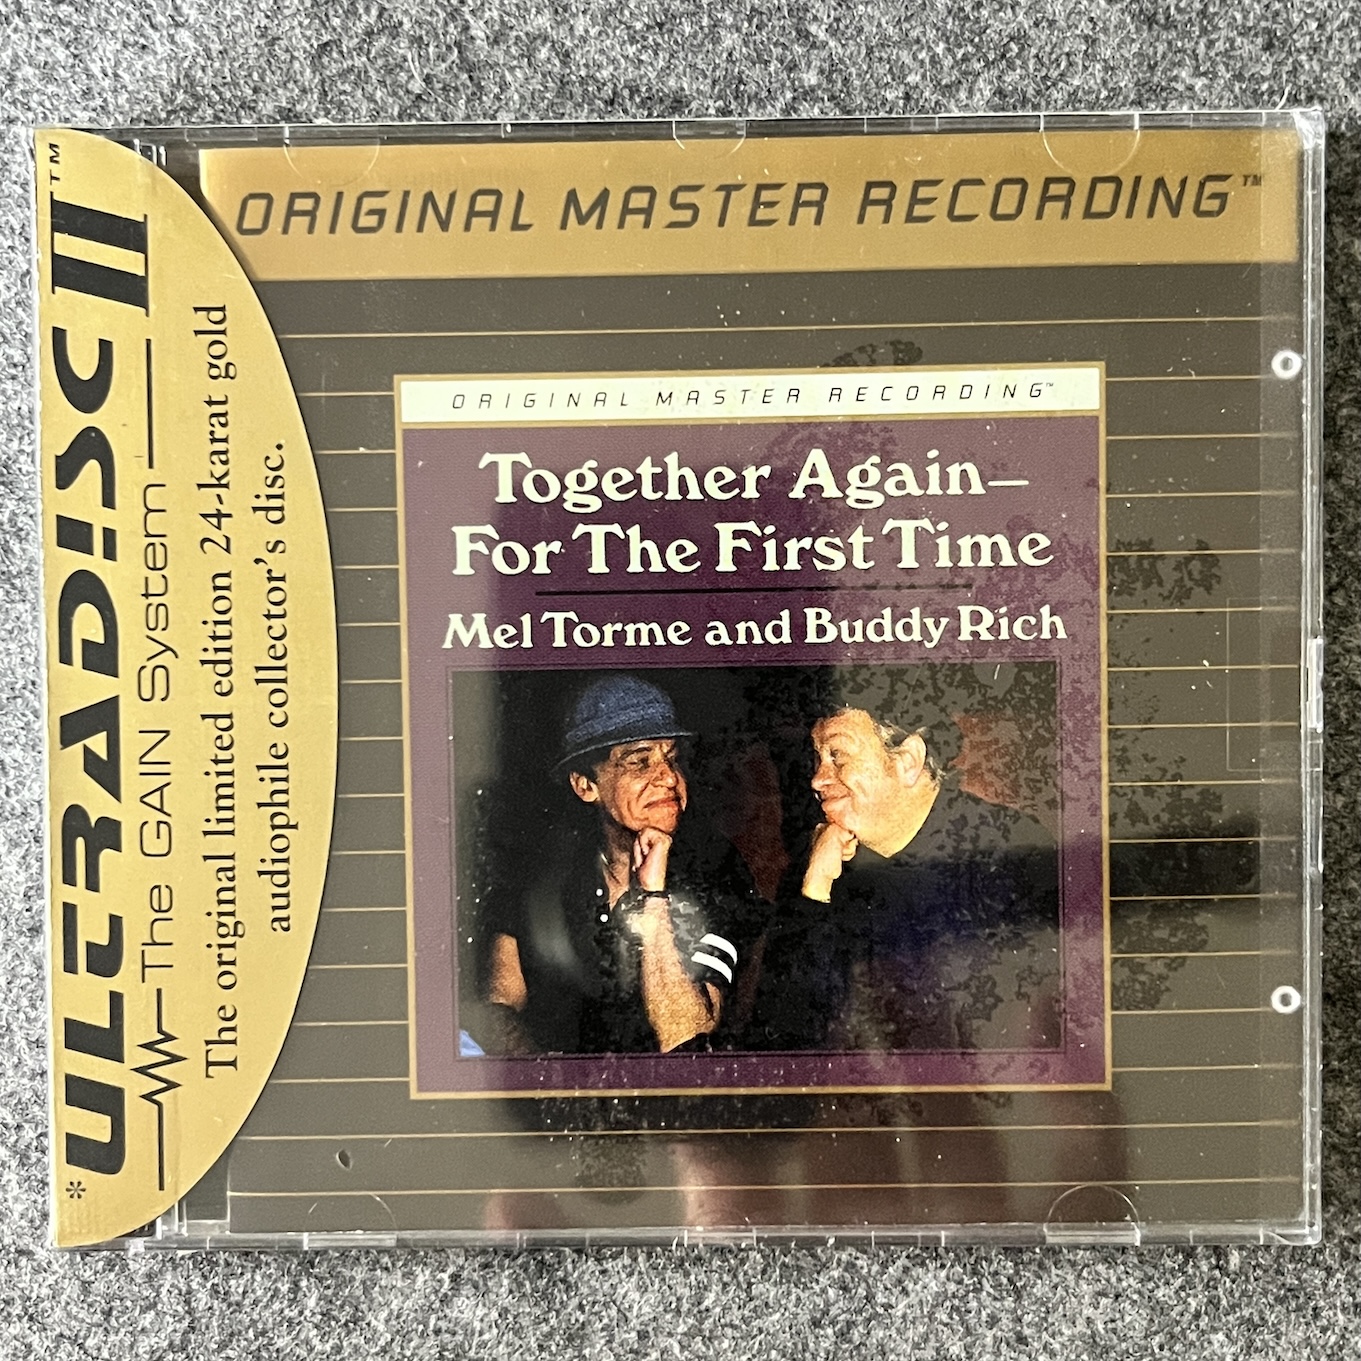 ORIGINAL MASTER RECORDING™
ULTRADISC II™
The GAIN System™
The original limited edition 24-karat gold
audiophile collector's disc.
*
ORIGINAL MASTER RECORDING™
Together Again—
For The First Time
Mel Torme and Buddy Rich